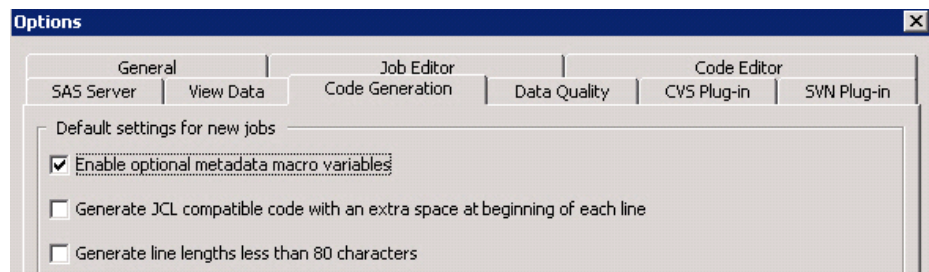 Options
General Job Editor Code Editor
SAS Server View Data Code Generation Data Quality CVS Plug-in SVN Plug-in
Default settings for new jobs
Enable optional metadata macro variables
Generate JCL compatible code with an extra space at beginning of each line
Generate line lengths less than 80 characters